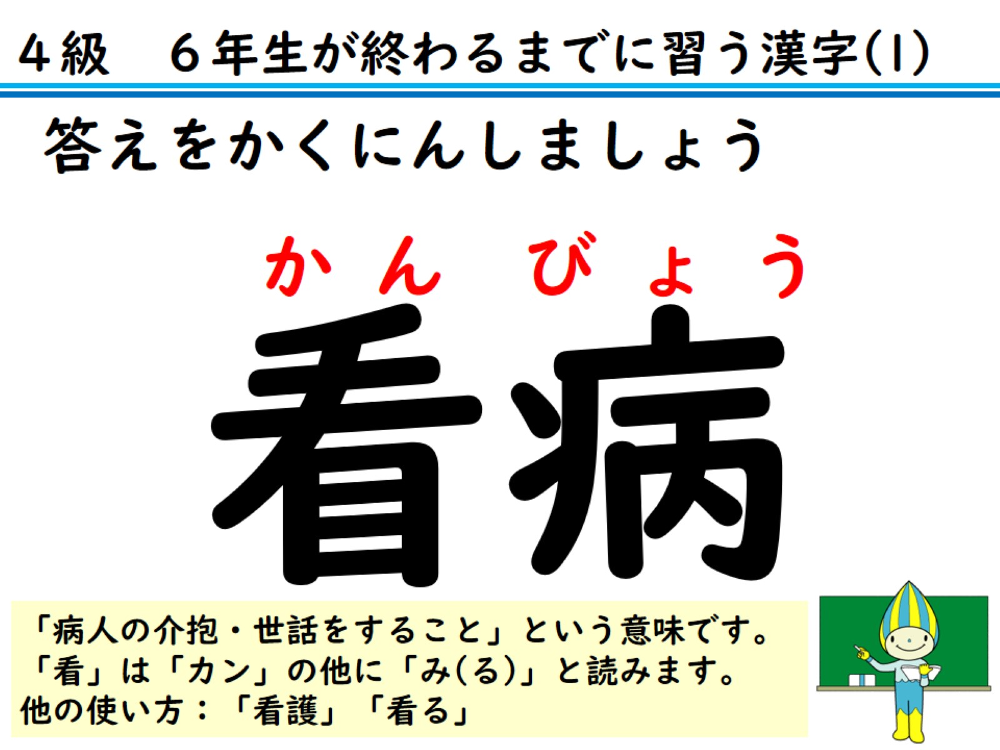 ４級　６年生が終わるまでに習う漢字(1)
答えをかくにんしましょう
かんびょう
看病
「病人の介抱・世話をすること」という意味です。
「看」は「カン」の他に「み(る)」と読みます。
他の使い方：「看護」「看る」